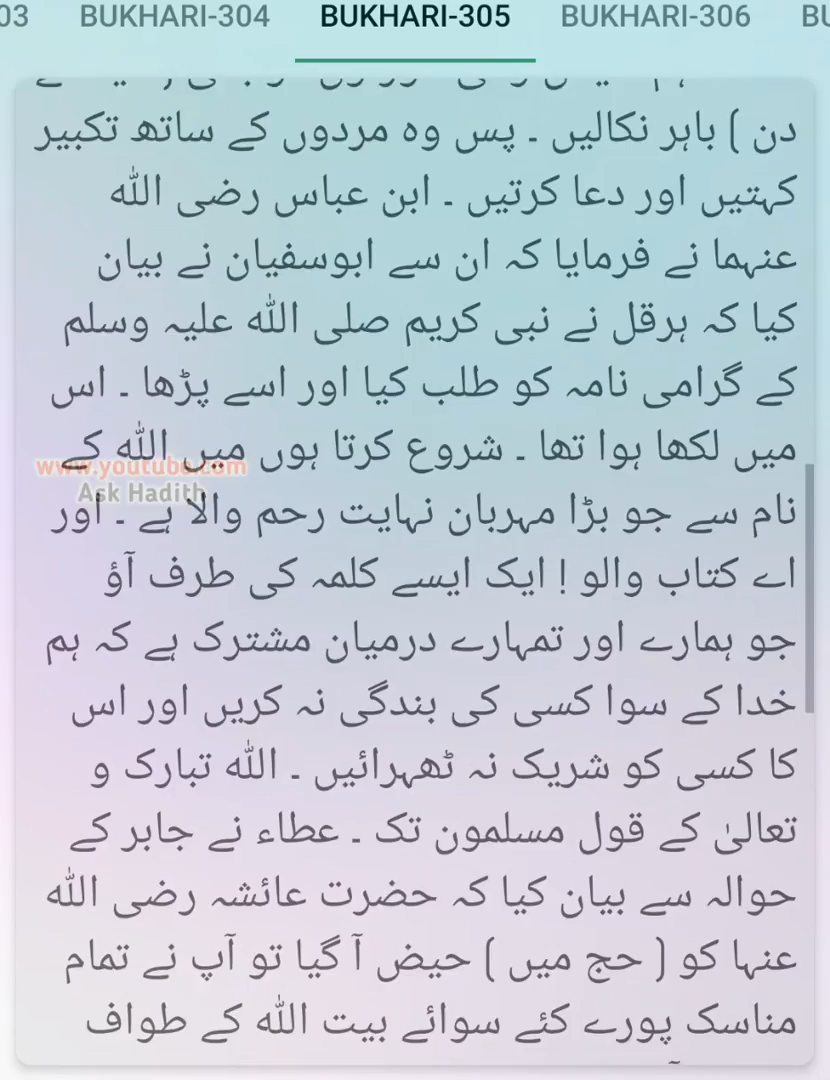 03 BUKHARI-304 BUKHARI-305 BUKHARI-306 BU
دن ) باہر نکالیں ۔ پس وہ مردوں کے ساتھ تکبیر
کہتیں اور دعا کرتیں ۔ ابن عباس رضی اللہ
عنہما نے فرمایا کہ ان سے ابوسفیان نے بیان
کیا کہ ہرقل نے نبی کریم صلی اللہ علیہ وسلم
کے گرامی نامہ کو طلب کیا اور اسے پڑھا ۔ اس
میں لکھا ہوا تھا ۔ شروع کرتا ہوں میں اللہ کے
www.youtube.com
Ask Hadith
نام سے جو بڑا مہربان نہایت رحم والا ہے ۔ اور
اے کتاب والو ! ایک ایسے کلمہ کی طرف آؤ
جو ہمارے اور تمہارے درمیان مشترک ہے کہ ہم
خدا کے سوا کسی کی بندگی نہ کریں اور اس
کا کسی کو شریک نہ ٹھہرائیں ۔ اللہ تبارک و
تعالیٰ کے قول مسلمون تک ۔ عطاء نے جابر کے
حوالہ سے بیان کیا کہ حضرت عائشہ رضی اللہ
عنہا کو ( حج میں ) حیض آ گیا تو آپ نے تمام
مناسک پورے کئے سوائے بیت اللہ کے طواف